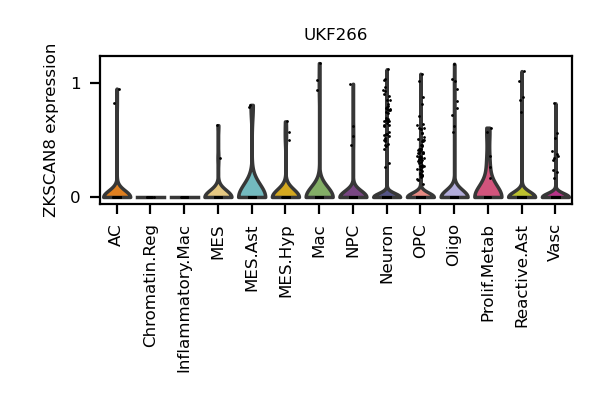 UKF266
ZKSCAN8 expression
1
0
AC
Chromatin.Reg
Inflammatory.Mac
MES
MES.Ast
MES.Hyp
Mac
NPC
Neuron
OPC
Oligo
Prolif.Metab
Reactive.Ast
Vasc